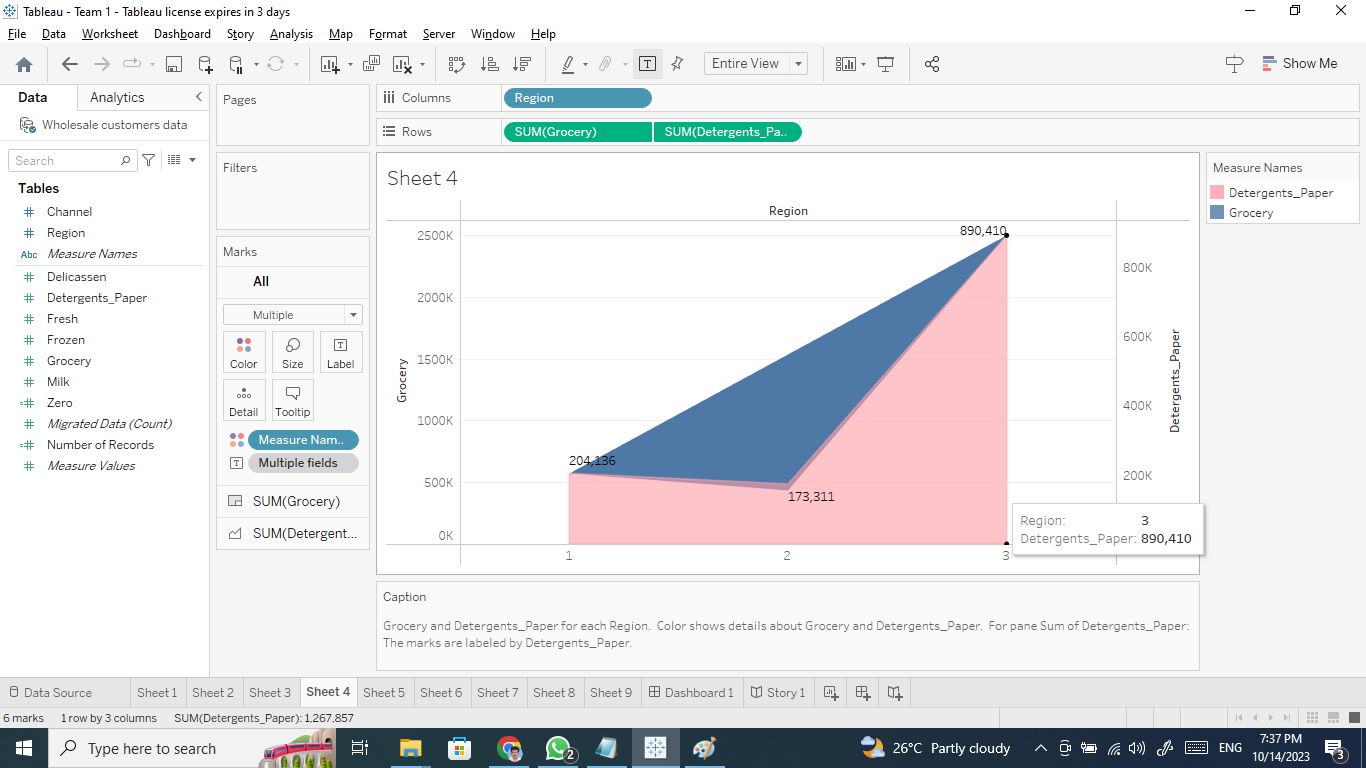 Tableau - Team 1 - Tableau license expires in 3 days
File Data Worksheet Dashboard Story Analysis Map Format Server Window Help
Entire View
Show Me
Data Analytics
Wholesale customers data
Search
Tables
Channel
Region
Abc Measure Names
Delicassen
Detergents_Paper
Fresh
Frozen
Grocery
Milk
Zero
Migrated Data (Count)
Number of Records
Measure Values
Pages
Filters
Marks
All
Multiple
Color Size Label
Detail Tooltip
Measure Nam..
Multiple fields
SUM(Grocery)
SUM(Detergent...
Columns Region
Rows SUM(Grocery) SUM(Detergents_Pa..
Sheet 4
Region
Grocery
2500K
2000K
1500K
1000K
500K
0K
890,410
204,136
173,311
1 2 3
800K
600K
400K
200K
Detergents_Paper
Region: 3
Detergents_Paper: 890,410
Measure Names
Detergents_Paper
Grocery
Caption
Grocery and Detergents_Paper for each Region. Color shows details about Grocery and Detergents_Paper. For pane Sum of Detergents_Paper:
The marks are labeled by Detergents_Paper.
Data Source Sheet 1 Sheet 2 Sheet 3 Sheet 4 Sheet 5 Sheet 6 Sheet 7 Sheet 8 Sheet 9 Dashboard 1 Story 1
6 marks 1 row by 3 columns SUM(Detergents_Paper): 1,267,857
Type here to search
2
26°C Partly cloudy
ENG
7:37 PM
10/14/2023
3